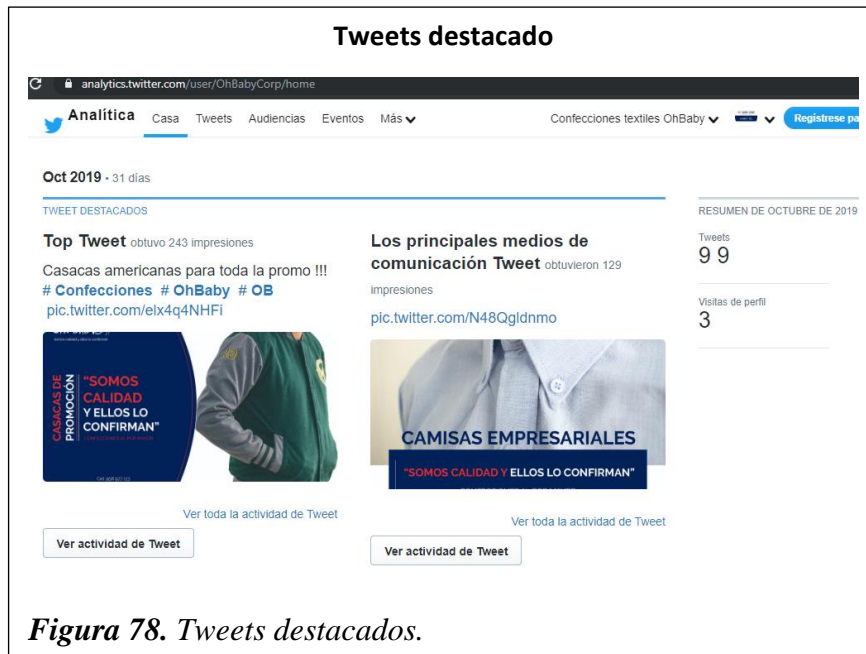 Tweets destacado
analytics.twitter.com/user/OhBabyCorp/home
Analítica Casa Tweets Audiencias Eventos Más Confecciones textiles OhBaby Regístrese pa
Oct 2019 · 31 días
TWEET DESTACADOS
Top Tweet obtuvo 243 impresiones
Casacas americanas para toda la promo !!!
# Confecciones # OhBaby # OB
pic.twitter.com/elx4q4NHFi
CASACAS DE
PROMOCIÓN
"SOMOS
CALIDAD
Y ELLOS LO
CONFIRMAN"
Ver toda la actividad de Tweet
Ver actividad de Tweet
Los principales medios de
comunicación Tweet obtuvieron 129
impresiones
pic.twitter.com/N48Qgldnmo
CAMISAS EMPRESARIALES
"SOMOS CALIDAD Y ELLOS LO CONFIRMAN"
Ver toda la actividad de Tweet
Ver actividad de Tweet
RESUMEN DE OCTUBRE DE 2019
Tweets
9 9
Visitas de perfil
3
Figura 78. Tweets destacados.